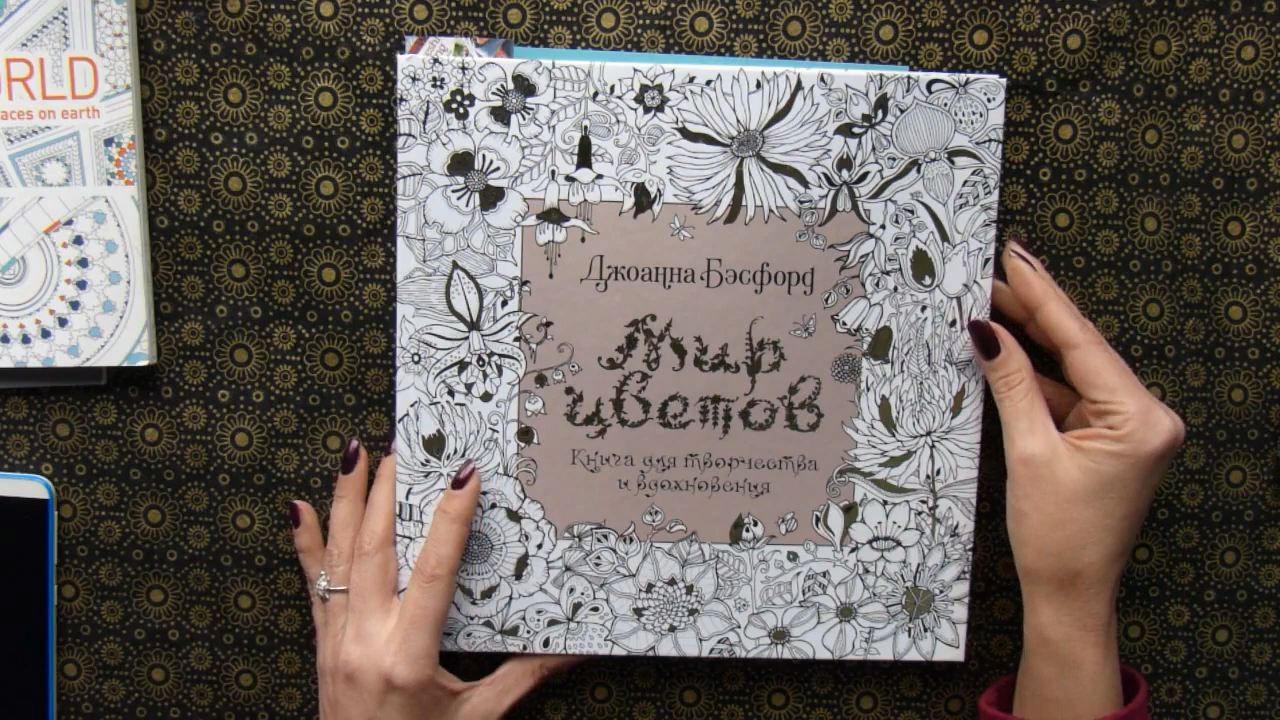 RLD
aces on earth
Джоанна Бэсфорд
Мир
цветов
Книга для творчества
и вдохновения